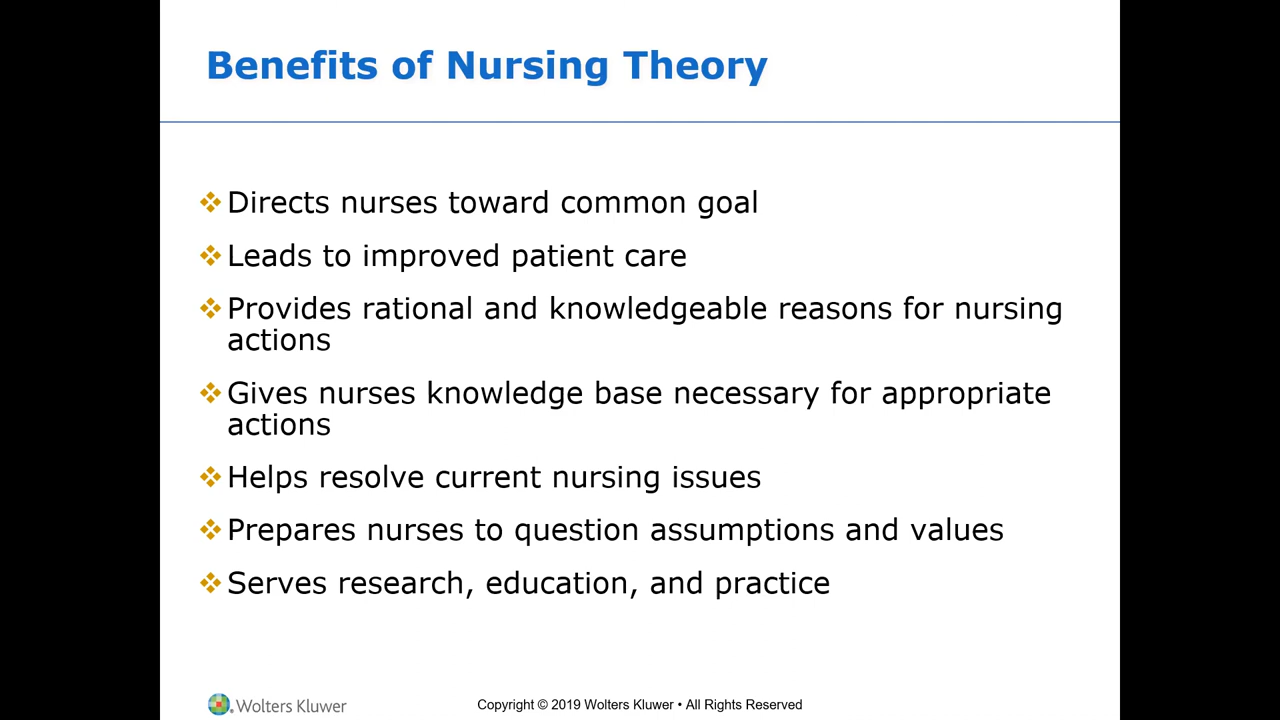 Benefits of Nursing Theory
Directs nurses toward common goal
Leads to improved patient care
Provides rational and knowledgeable reasons for nursing
actions
Gives nurses knowledge base necessary for appropriate
actions
Helps resolve current nursing issues
Prepares nurses to question assumptions and values
Serves research, education, and practice
Wolters Kluwer
Copyright © 2019 Wolters Kluwer • All Rights Reserved